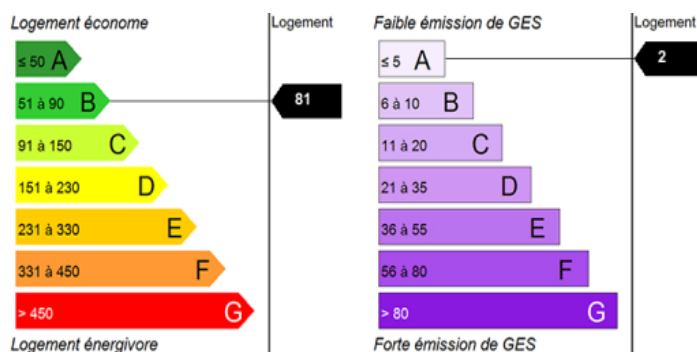 Logement économe
Logement
≤ 50 A
51 à 90 B
81
91 à 150 C
151 à 230 D
231 à 330 E
331 à 450 F
> 450 G
Logement énergivore
Faible émission de GES
Logement
≤ 5 A
2
6 à 10 B
11 à 20 C
21 à 35 D
36 à 55 E
56 à 80 F
> 80 G
Forte émission de GES